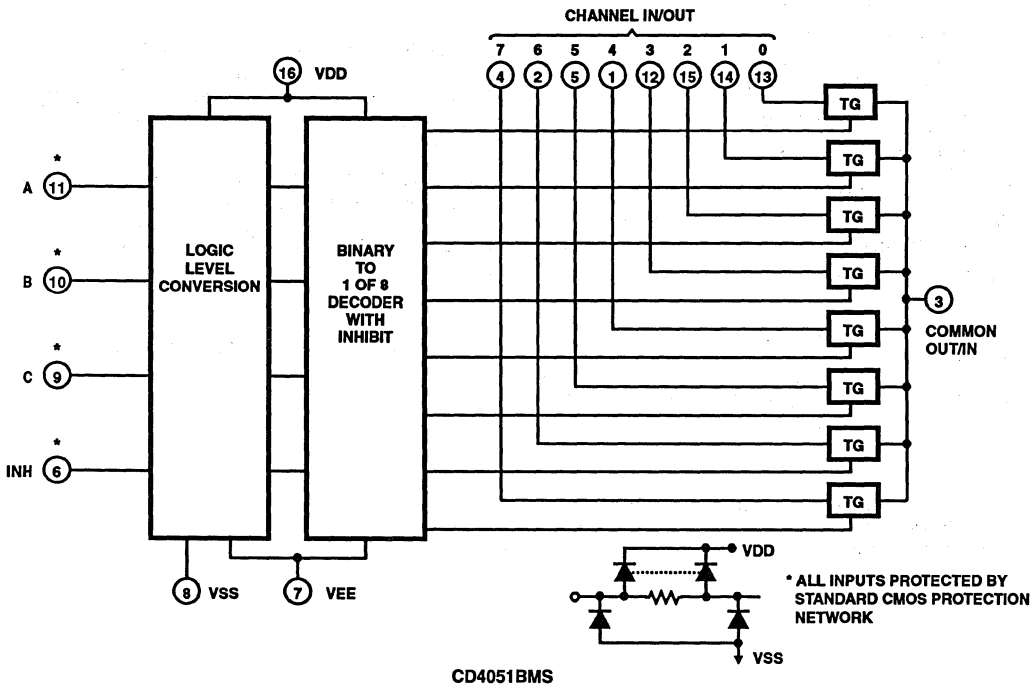 CHANNEL IN/OUT
7 6 5 4 3 2 1 0
4 2 5 1 12 15 14 13
16 VDD
TG
TG
TG
TG
TG
TG
TG
TG
*
A 11
*
B 10
*
C 9
*
INH 6
LOGIC
LEVEL
CONVERSION
BINARY
TO
1 OF 8
DECODER
WITH
INHIBIT
3
COMMON
OUT/IN
8 VSS
7 VEE
VDD
VSS
* ALL INPUTS PROTECTED BY
STANDARD CMOS PROTECTION
NETWORK
CD4051BMS